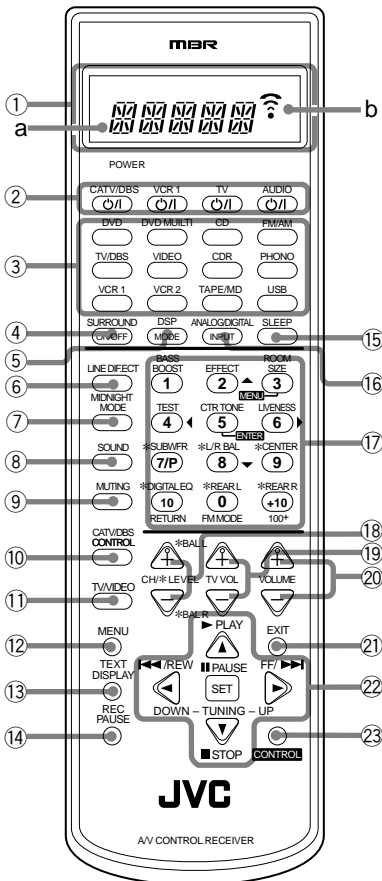 MBR
1
a
b
POWER
2
CATV/DBS VCR 1 TV AUDIO
3
DVD DVD MUILTI CD FM/AM
TV/DBS VIDEO CDR PHONO
VCR 1 VCR 2 TAPE/MD USB
4
SURROUND ON/OFF
DSP MODE
ANALOG/DIGITAL INPUT
SLEEP
15
5
16
6
LINE DIRECT
BASS BOOST 1
EFFECT 2
ROOM SIZE 3
MENU
7
MIDNIGHT MODE
TEST 4
CTR TONE 5
LIVENESS 6
ENTER
17
8
SOUND
*SUBWFR 7/P
*L/R BAL 8
*CENTER 9
9
MUTING
*DIGITAL EQ 10 RETURN
*REAR L 0 FM MODE
*REAR R +10 100+
18
10
CATV/DBS CONTROL
*BAL L
19
CH/* LEVEL TV VOL VOLUME
20
11
TV/VIDEO
*BAL R
12
MENU
PLAY
EXIT
21
13
TEXT DISPLAY
/REW
PAUSE
FF/
22
SET
DOWN – TUNING – UP
14
REC PAUSE
STOP
CONTROL
23
JVC
A/V CONTROL RECEIVER